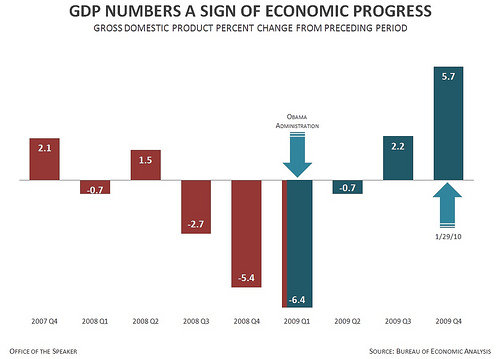 GDP NUMBERS A SIGN OF ECONOMIC PROGRESS
GROSS DOMESTIC PRODUCT PERCENT CHANGE FROM PRECEDING PERIOD
5.7
OBAMA
ADMINISTRATION
2.1
1.5
2.2
-0.7
-0.7
-2.7
-5.4
-6.4
1/29/10
2007 Q4 2008 Q1 2008 Q2 2008 Q3 2008 Q4 2009 Q1 2009 Q2 2009 Q3 2009 Q4
OFFICE OF THE SPEAKER SOURCE: BUREAU OF ECONOMIC ANALYSIS